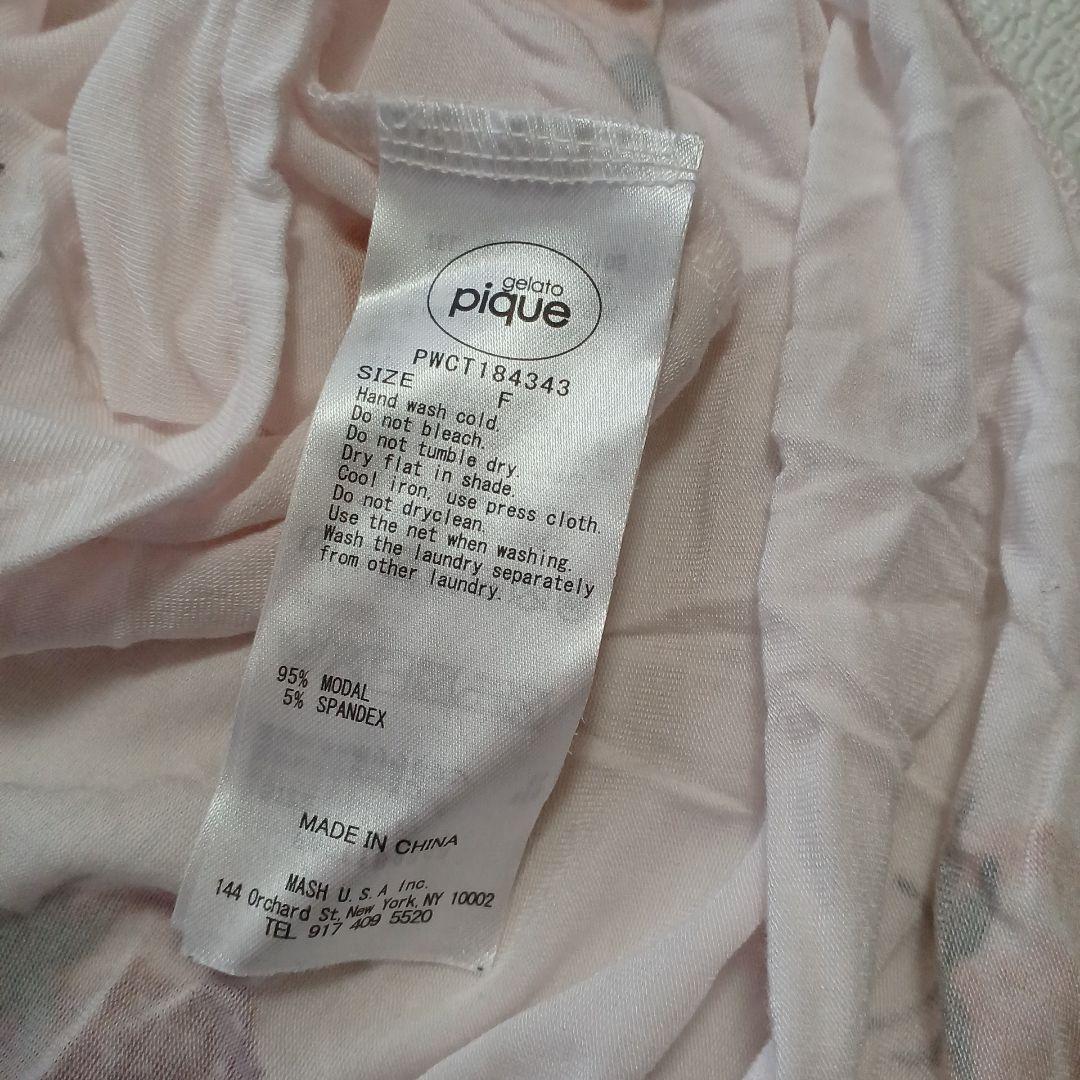 gelato
pique
PWCT184343
SIZE F
Hand wash cold.
Do not bleach.
Do not tumble dry.
Dry flat in shade.
Cool iron, use press cloth.
Do not dryclean.
Use the net when washing.
Wash the laundry separately
from other laundry.
95% MODAL
5% SPANDEX
MADE IN CHINA
MASH U.S.A Inc.
144 Orchard St, New York, NY 10002
TEL 917 409 5520